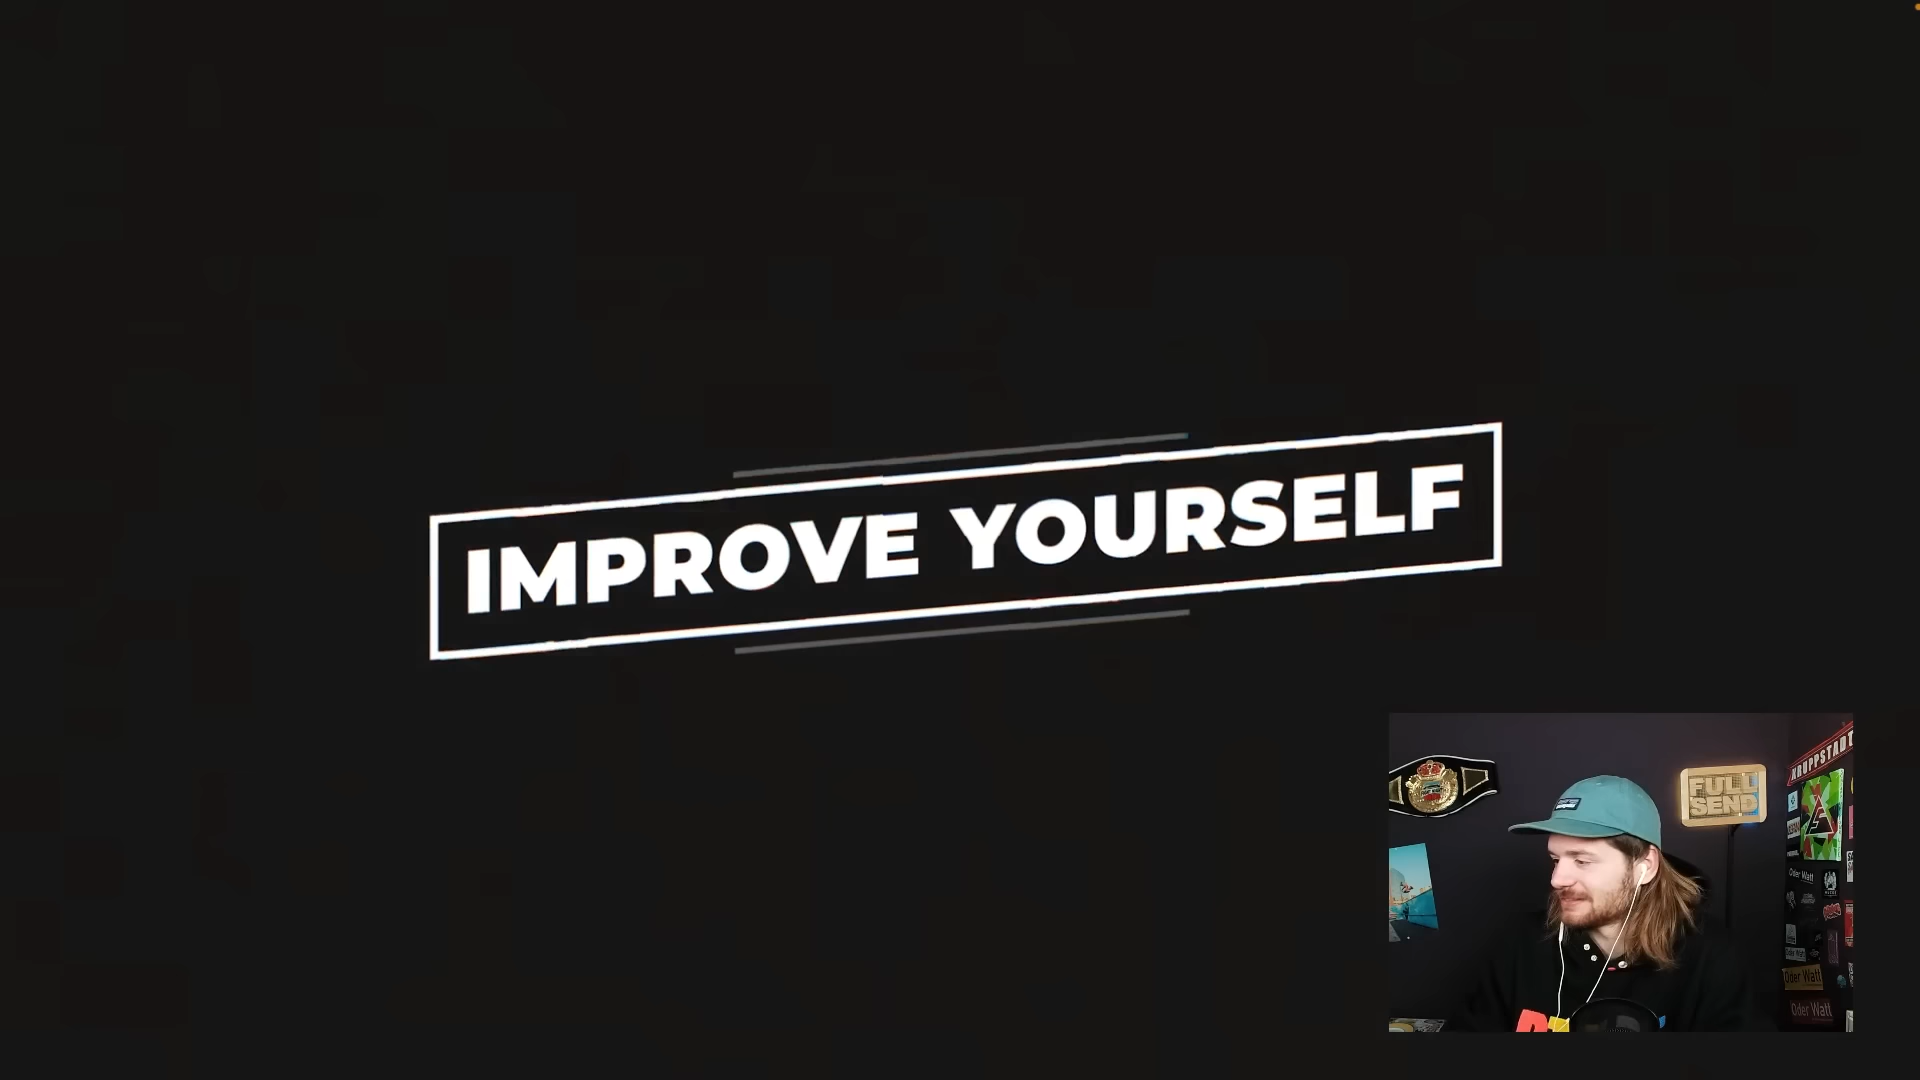 IMPROVE YOURSELF
FULL
SEND
KRUPPSTADT
Oder Watt
Oder Watt
Oder Watt